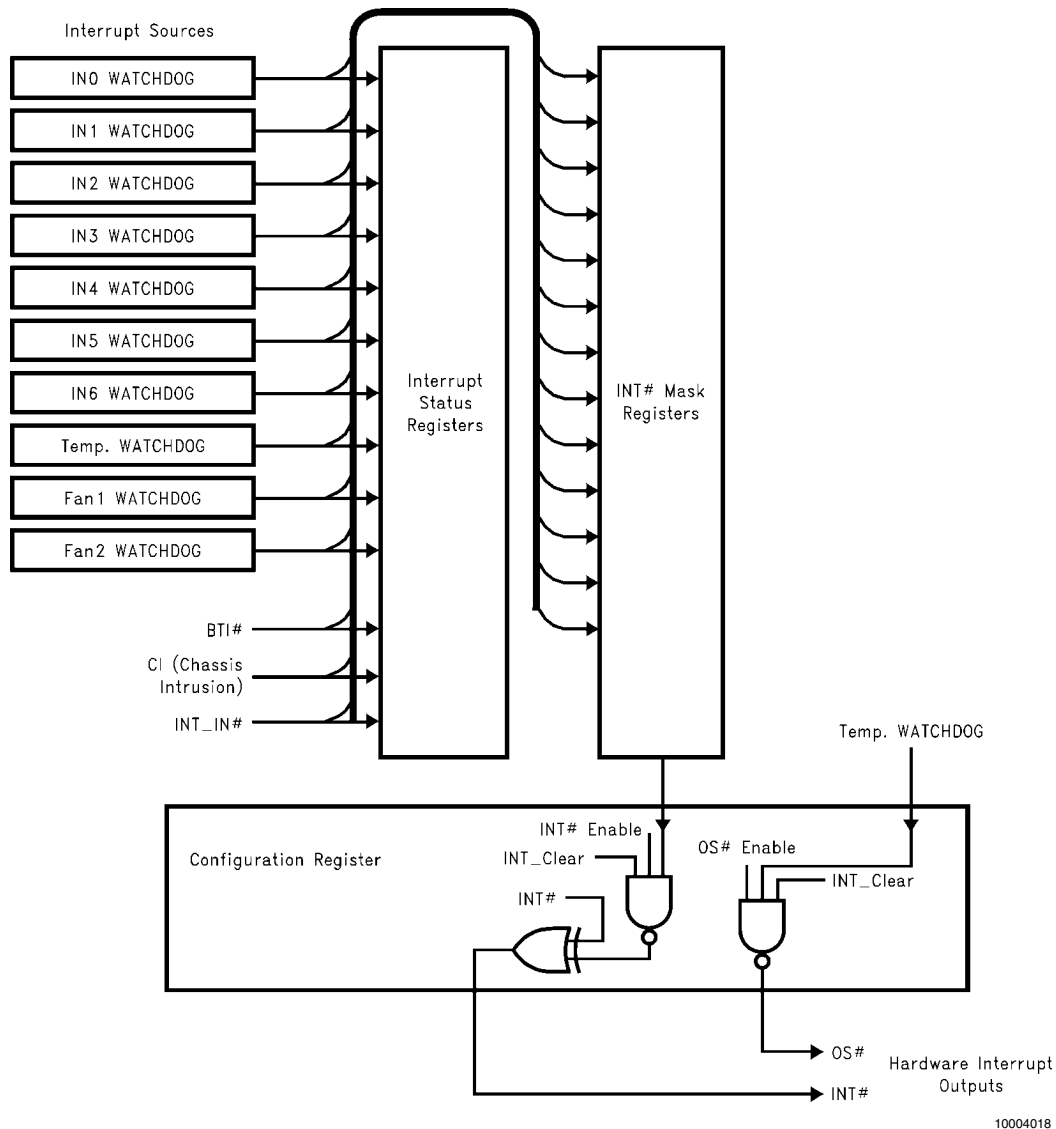 Interrupt Sources
IN0 WATCHDOG
IN1 WATCHDOG
IN2 WATCHDOG
IN3 WATCHDOG
IN4 WATCHDOG
IN5 WATCHDOG
IN6 WATCHDOG
Temp. WATCHDOG
Fan1 WATCHDOG
Fan2 WATCHDOG
BTI#
CI (Chassis
Intrusion)
INT_IN#
Interrupt
Status
Registers
INT# Mask
Registers
Temp. WATCHDOG
Configuration Register
INT# Enable
INT_Clear
INT#
OS# Enable
INT_Clear
OS#
INT#
Hardware Interrupt
Outputs
10004018